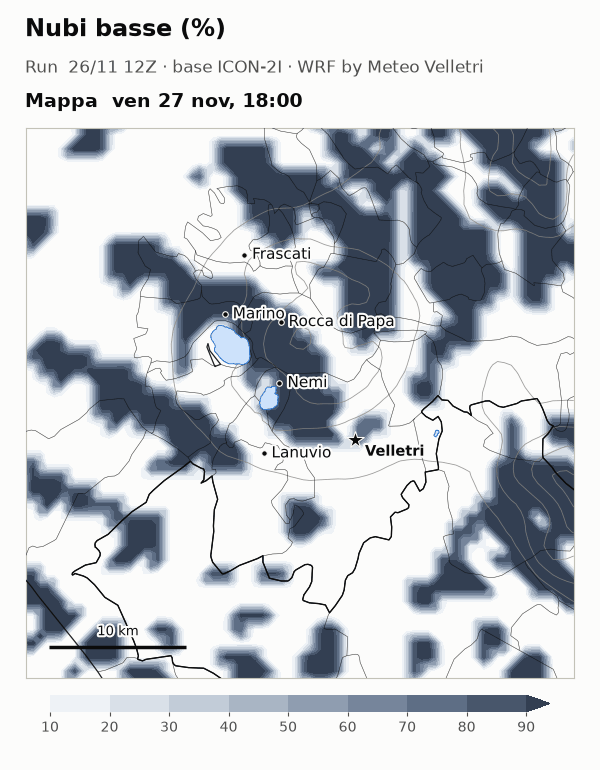 Nubi basse (%)
Run 26/11 12Z · base ICON-2I · WRF by Meteo Velletri
Mappa ven 27 nov, 18:00
Frascati
Marino
Rocca di Papa
Nemi
Velletri
Lanuvio
10 km
10 20 30 40 50 60 70 80 90